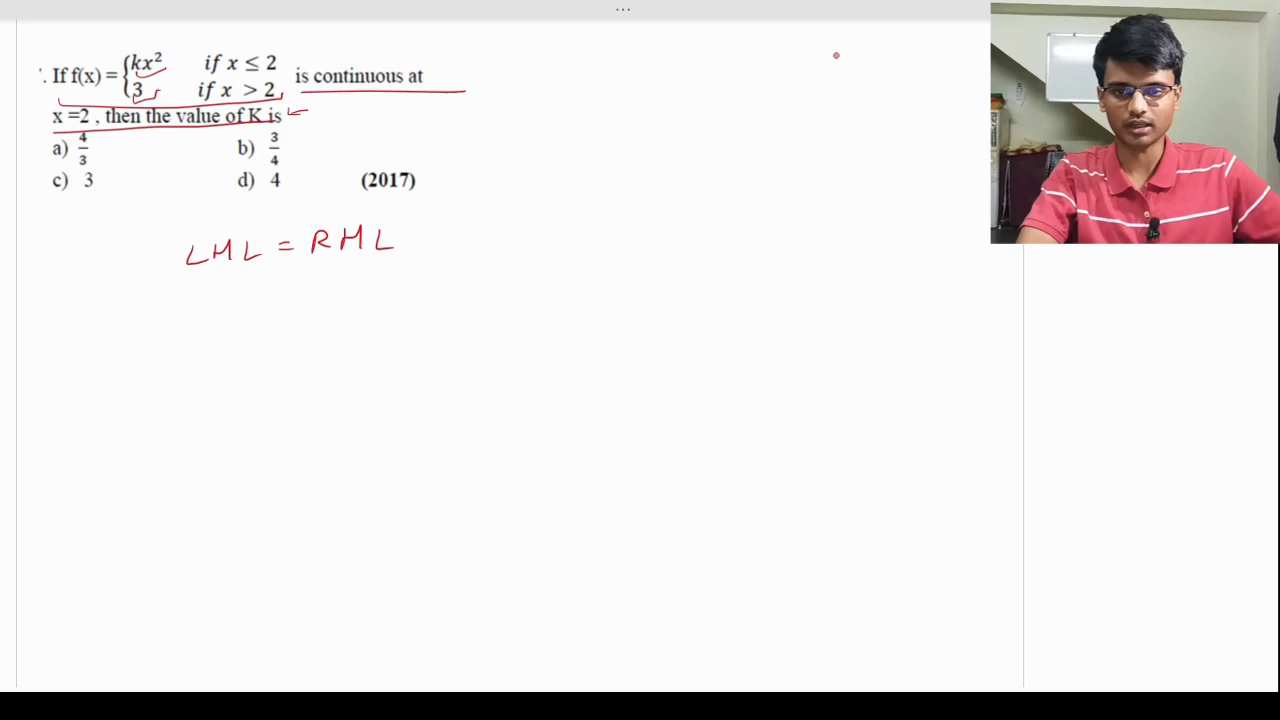 '. If f(x) = {kx² if x ≤ 2
{3 if x > 2 is continuous at
x =2 , then the value of K is
a) 4/3 b) 3/4
c) 3 d) 4 (2017)
LHL = RHL